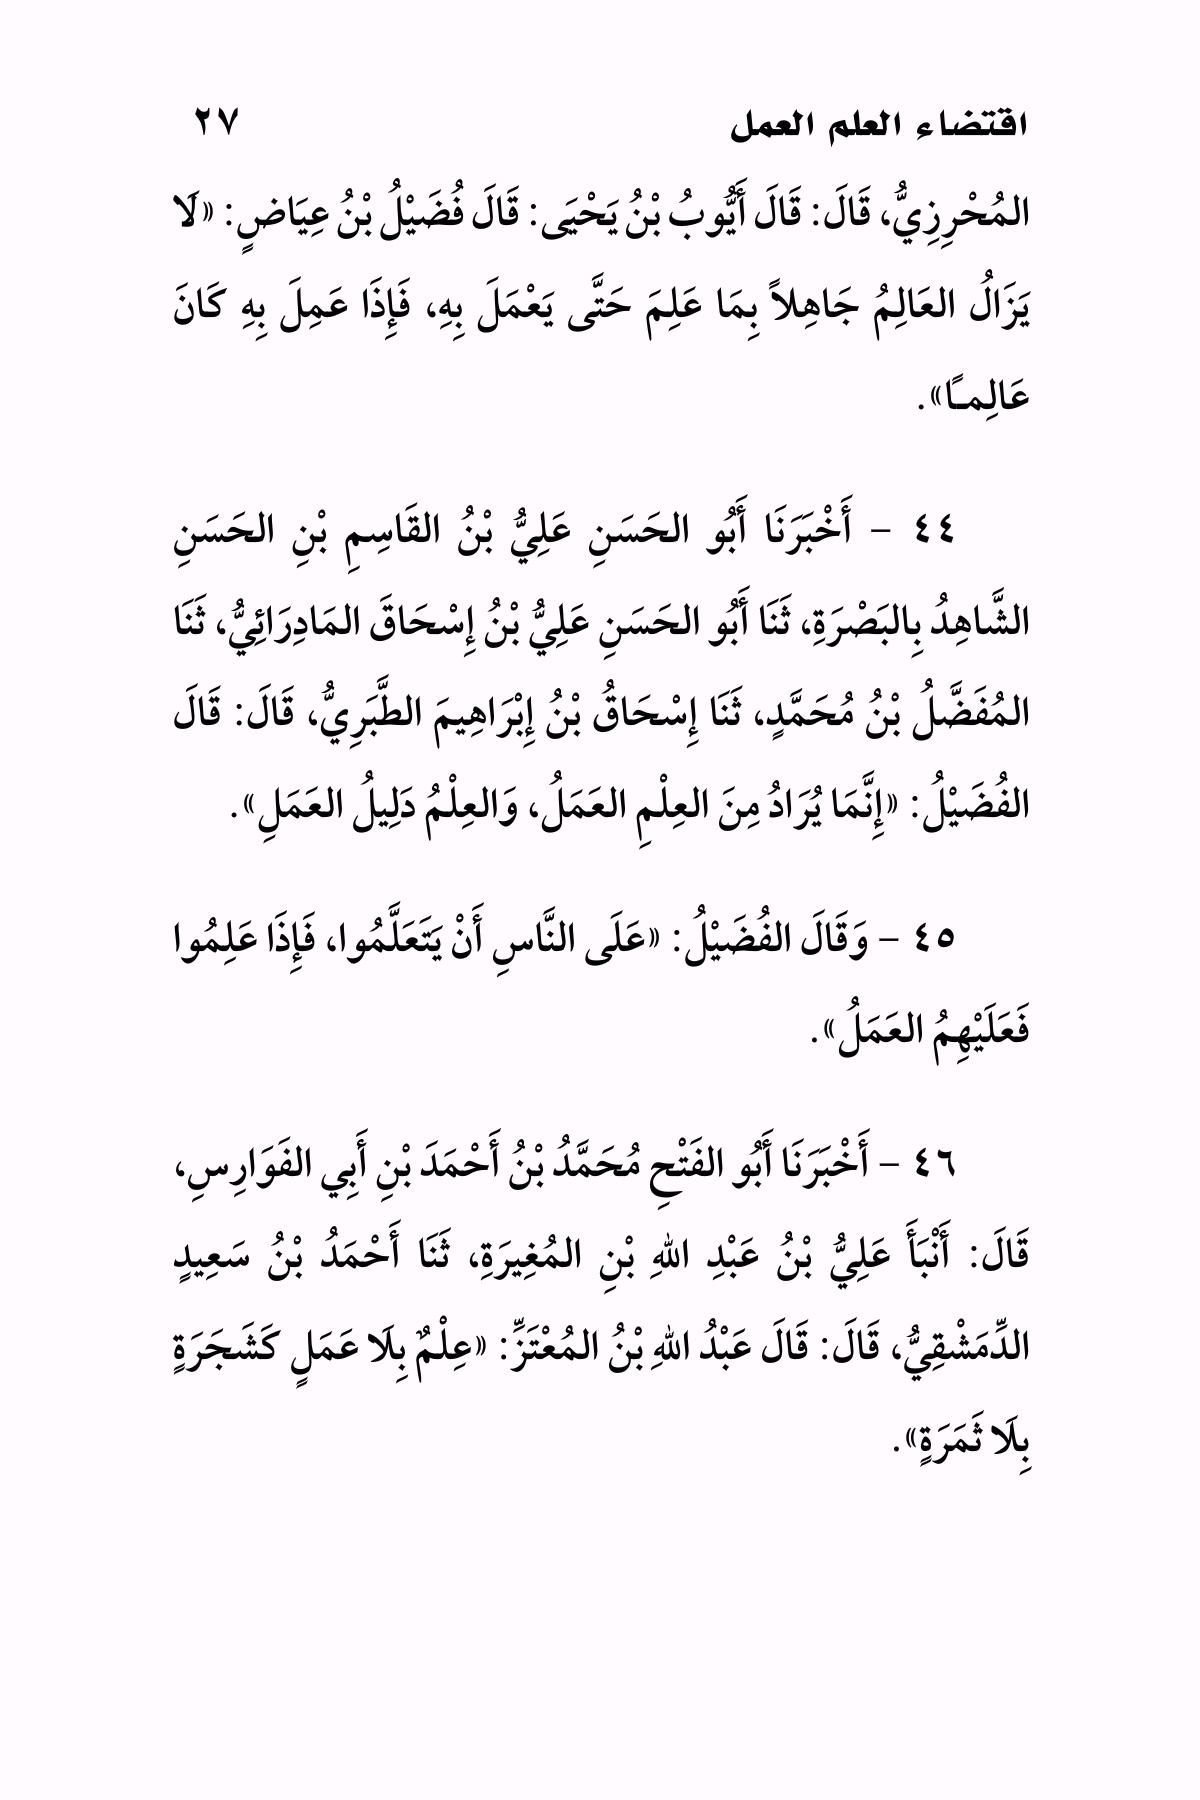 اقتضاء العلم العمل ٢٧
المُحْرِزِيُّ، قَالَ: قَالَ أَيُّوبُ بْنُ يَحْيَى: قَالَ فُضَيْلُ بْنُ عِيَاضٍ: «لَا
يَزَالُ العَالِمُ جَاهِلاً بِمَا عَلِمَ حَتَّى يَعْمَلَ بِهِ، فَإِذَا عَمِلَ بِهِ كَانَ
عَالِمـًا».
٤٤ - أَخْبَرَنَا أَبُو الحَسَنِ عَلِيُّ بْنُ القَاسِمِ بْنِ الحَسَنِ
الشَّاهِدُ بِالبَصْرَةِ، ثَنَا أَبُو الحَسَنِ عَلِيُّ بْنُ إِسْحَاقَ المَادِرَائِيُّ، ثَنَا
المُفَضَّلُ بْنُ مُحَمَّدٍ، ثَنَا إِسْحَاقُ بْنُ إِبْرَاهِيمَ الطَّبَرِيُّ، قَالَ: قَالَ
الفُضَيْلُ: «إِنَّمَا يُرَادُ مِنَ العِلْمِ العَمَلُ، وَالعِلْمُ دَلِيلُ العَمَلِ».
٤٥ - وَقَالَ الفُضَيْلُ: «عَلَى النَّاسِ أَنْ يَتَعَلَّمُوا، فَإِذَا عَلِمُوا
فَعَلَيْهِمُ العَمَلُ».
٤٦ - أَخْبَرَنَا أَبُو الفَتْحِ مُحَمَّدُ بْنُ أَحْمَدَ بْنِ أَبِي الفَوَارِسِ،
قَالَ: أَنْبَأَ عَلِيُّ بْنُ عَبْدِ اللهِ بْنِ المُغِيرَةِ، ثَنَا أَحْمَدُ بْنُ سَعِيدٍ
الدِّمَشْقِيُّ، قَالَ: قَالَ عَبْدُ اللهِ بْنُ المُعْتَزِّ: «عِلْمٌ بِلَا عَمَلٍ كَشَجَرَةٍ
بِلَا ثَمَرَةٍ».